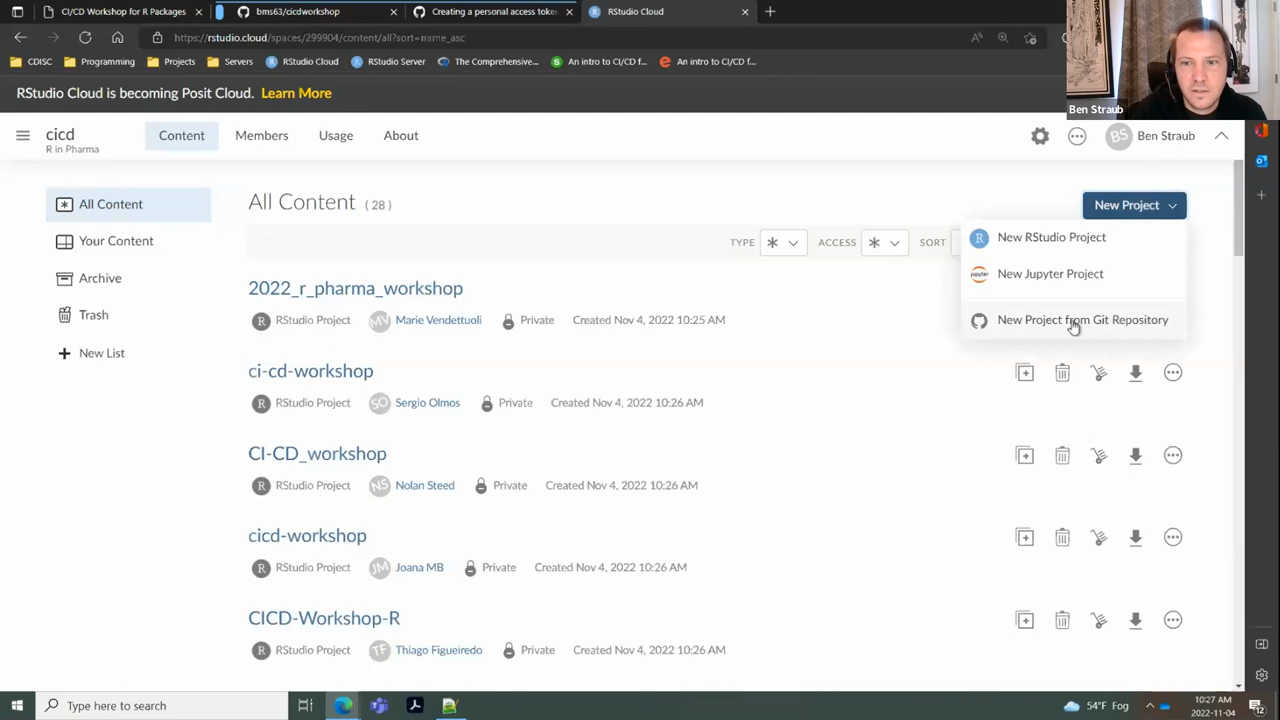 CI/CD Workshop for R Packages
bms63/cicdworkshop
Creating a personal access toke
RStudio Cloud
https://rstudio.cloud/spaces/299904/content/all?sort=name_asc
CDISC
Programming
Projects
Servers
RStudio Cloud
RStudio Server
The Comprehensive...
An intro to CI/CD f...
An intro to CI/CD f...
Ben Straub
RStudio Cloud is becoming Posit Cloud. Learn More
cicd
R in Pharma
Content
Members
Usage
About
BS
Ben Straub
All Content
Your Content
Archive
Trash
New List
All Content ( 28 )
New Project
TYPE
ACCESS
SORT
R New RStudio Project
jupyter New Jupyter Project
New Project from Git Repository
2022_r_pharma_workshop
R RStudio Project MV Marie Vendettuoli Private Created Nov 4, 2022 10:25 AM
ci-cd-workshop
R RStudio Project SO Sergio Olmos Private Created Nov 4, 2022 10:26 AM
CI-CD_workshop
R RStudio Project NS Nolan Steed Private Created Nov 4, 2022 10:26 AM
cicd-workshop
R RStudio Project JM Joana MB Private Created Nov 4, 2022 10:26 AM
CICD-Workshop-R
R RStudio Project TF Thiago Figueiredo Private Created Nov 4, 2022 10:26 AM
Type here to search
54°F Fog
10:27 AM
2022-11-04
12